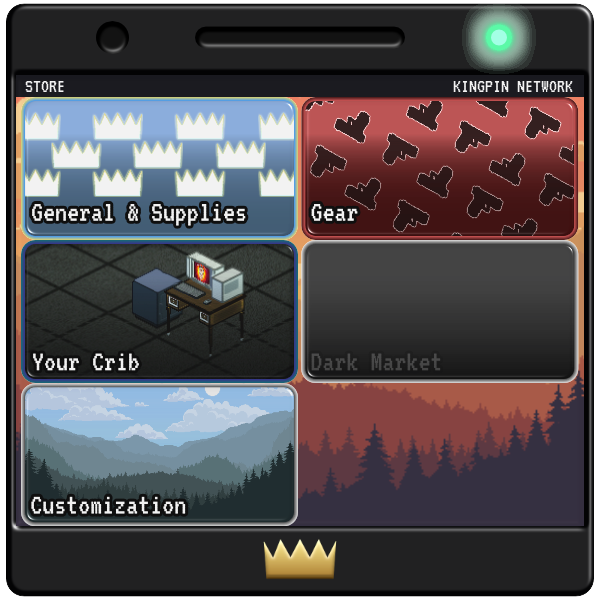 STORE
KINGPIN NETWORK
General & Supplies
Gear
Your Crib
Dark Market
Customization